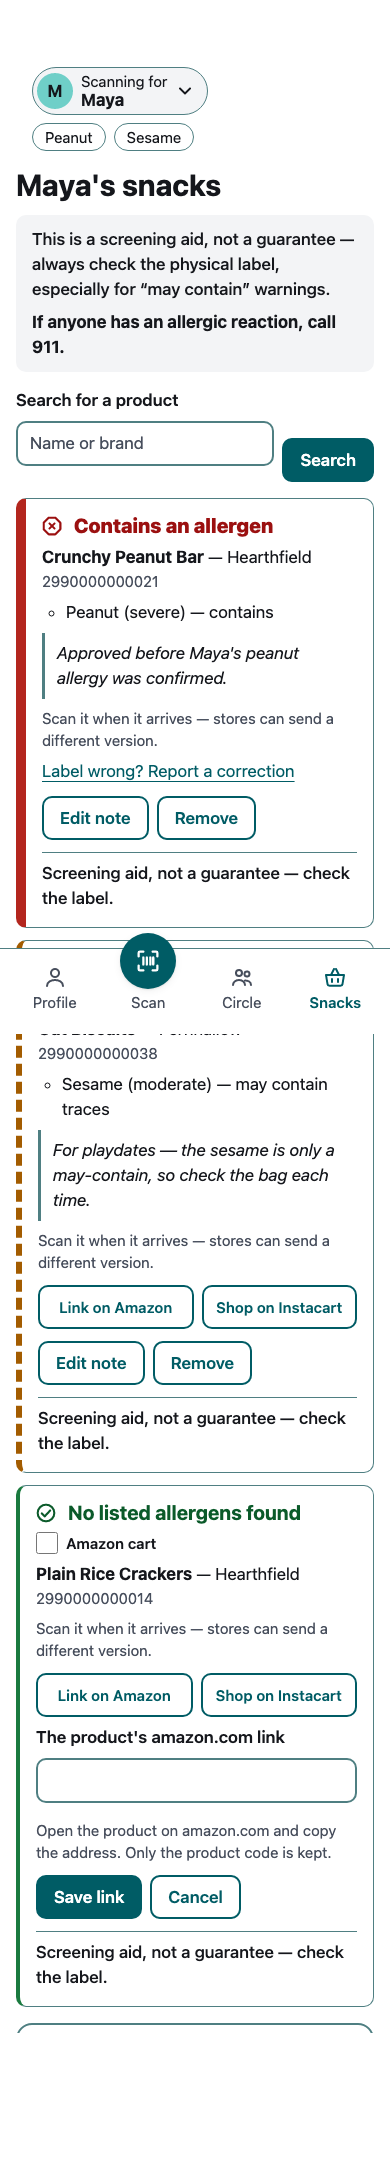 M
Scanning for
Maya
Peanut
Sesame
Maya's snacks
This is a screening aid, not a guarantee —
always check the physical label,
especially for “may contain” warnings.
If anyone has an allergic reaction, call
911.
Search for a product
Name or brand
Search
Contains an allergen
Crunchy Peanut Bar — Hearthfield
2990000000021
Peanut (severe) — contains
Approved before Maya's peanut
allergy was confirmed.
Scan it when it arrives — stores can send a
different version.
Label wrong? Report a correction
Edit note
Remove
Screening aid, not a guarantee — check
the label.
Profile
Scan
Circle
Snacks
2990000000038
Sesame (moderate) — may contain
traces
For playdates — the sesame is only a
may-contain, so check the bag each
time.
Scan it when it arrives — stores can send a
different version.
Link on Amazon
Shop on Instacart
Edit note
Remove
Screening aid, not a guarantee — check
the label.
No listed allergens found
Amazon cart
Plain Rice Crackers — Hearthfield
2990000000014
Scan it when it arrives — stores can send a
different version.
Link on Amazon
Shop on Instacart
The product's amazon.com link
Open the product on amazon.com and copy
the address. Only the product code is kept.
Save link
Cancel
Screening aid, not a guarantee — check
the label.